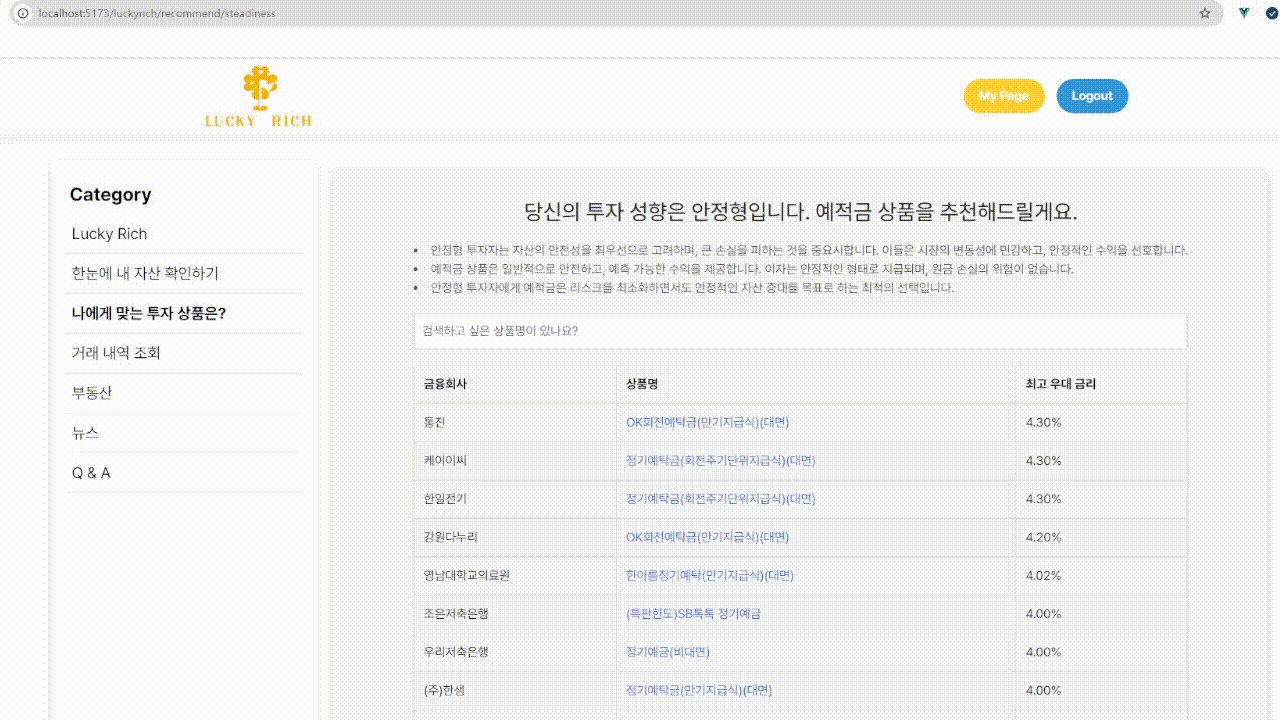 localhost:5173/luckyrich/recommend/steadiness
LUCKY RICH
My Page
Logout
Category
Lucky Rich
한눈에 내 자산 확인하기
나에게 맞는 투자 상품은?
거래 내역 조회
부동산
뉴스
Q & A
당신의 투자 성향은 안정형입니다. 예적금 상품을 추천해드릴게요.
• 안정형 투자자는 자산의 안전성을 최우선으로 고려하며, 큰 손실을 피하는 것을 중요시합니다. 이들은 시장의 변동성에 민감하고, 안정적인 수익을 선호합니다.
• 예적금 상품은 일반적으로 안전하고, 예측 가능한 수익을 제공합니다. 이자는 안정적인 형태로 지급되며, 원금 손실의 위험이 없습니다.
• 안정형 투자자에게 예적금은 리스크를 최소화하면서도 안정적인 자산 증대를 목표로 하는 최적의 선택입니다.
검색하고 싶은 상품명이 있나요?
금융회사 상품명 최고 우대 금리
통진 OK회전예탁금(만기지급식)(대면) 4.30%
케이이씨 정기예탁금(회전주기단위지급식)(대면) 4.30%
한일전기 정기예탁금(회전주기단위지급식)(대면) 4.30%
강원다누리 OK회전예탁금(만기지급식)(대면) 4.20%
영남대학교의료원 한아름정기예탁(만기지급식)(대면) 4.02%
조은저축은행 (특판한도)SB톡톡 정기예금 4.00%
우리저축은행 정기예금(비대면) 4.00%
(주)한샘 정기예탁금(만기지급식)(대면) 4.00%